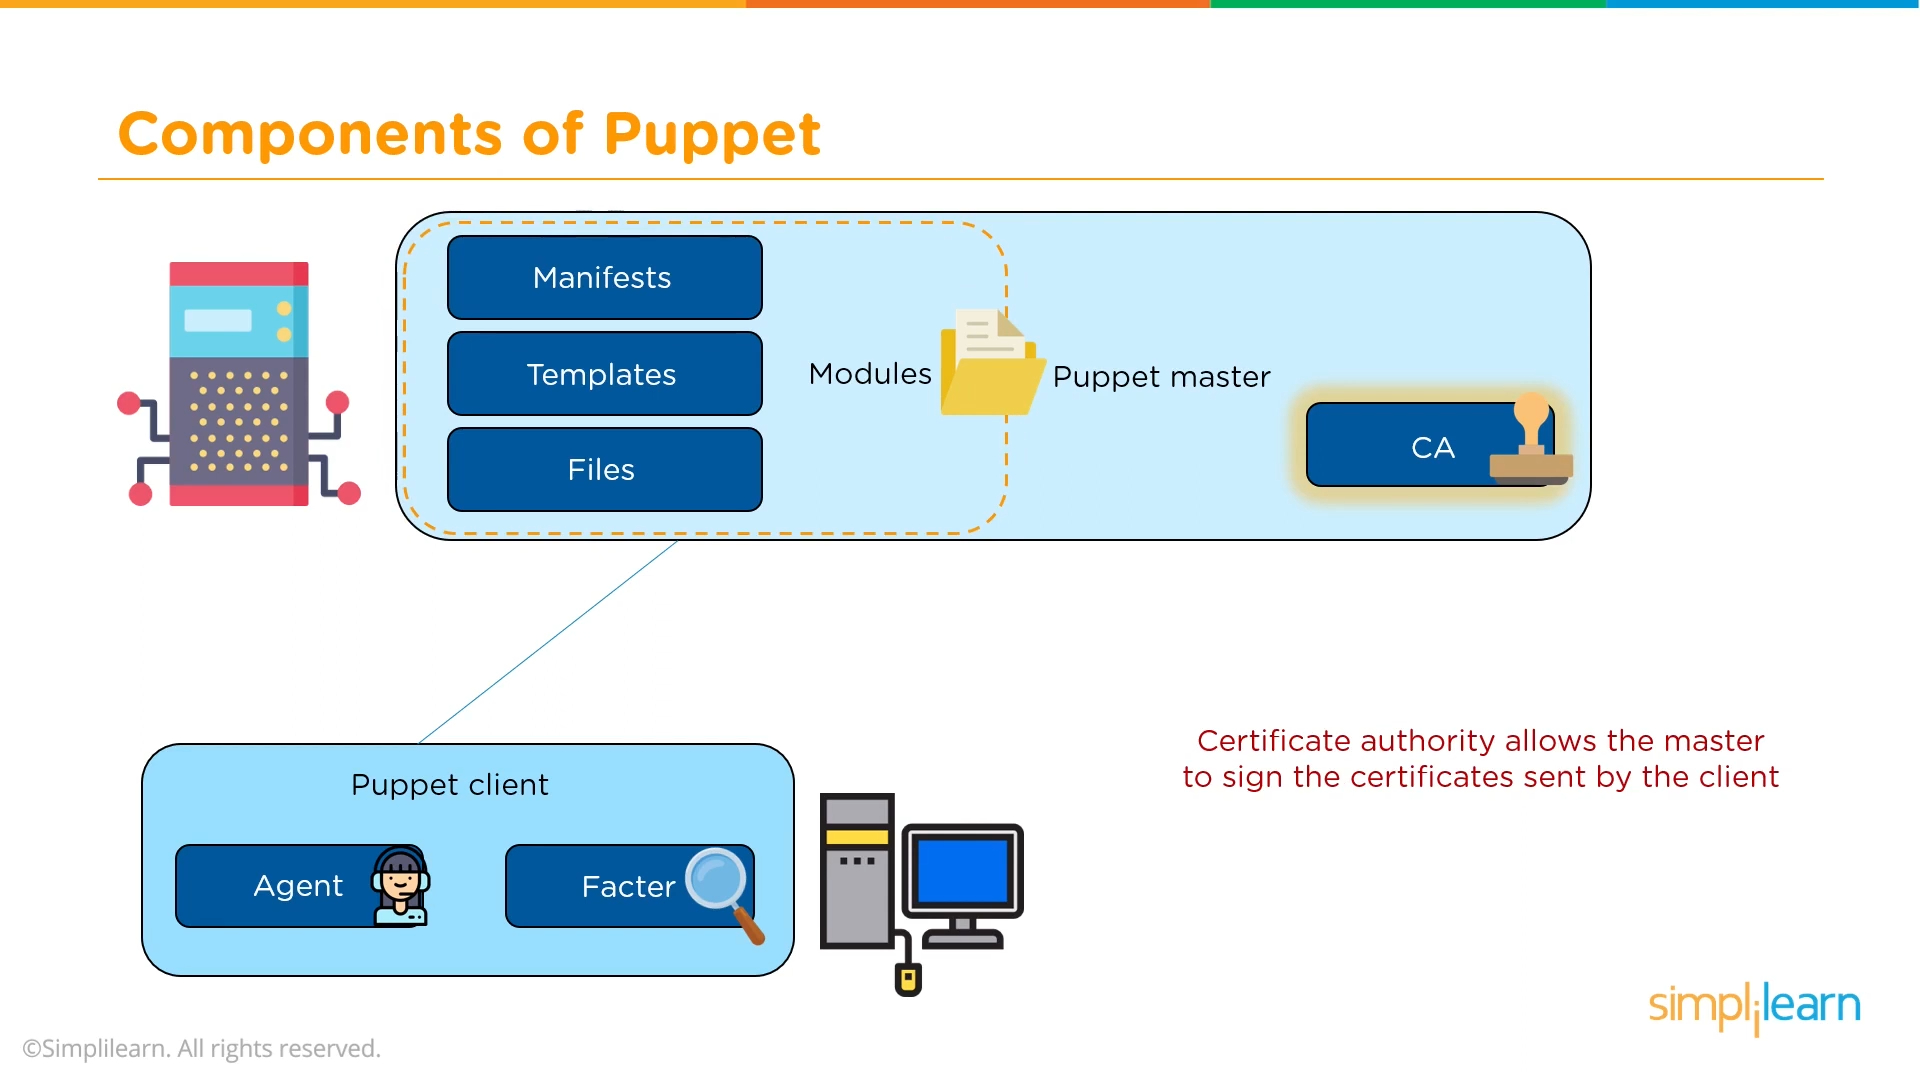 Components of Puppet
Manifests
Templates
Files
Modules
Puppet master
CA
Puppet client
Agent
Facter
Certificate authority allows the master
to sign the certificates sent by the client
simplilearn
©Simplilearn. All rights reserved.